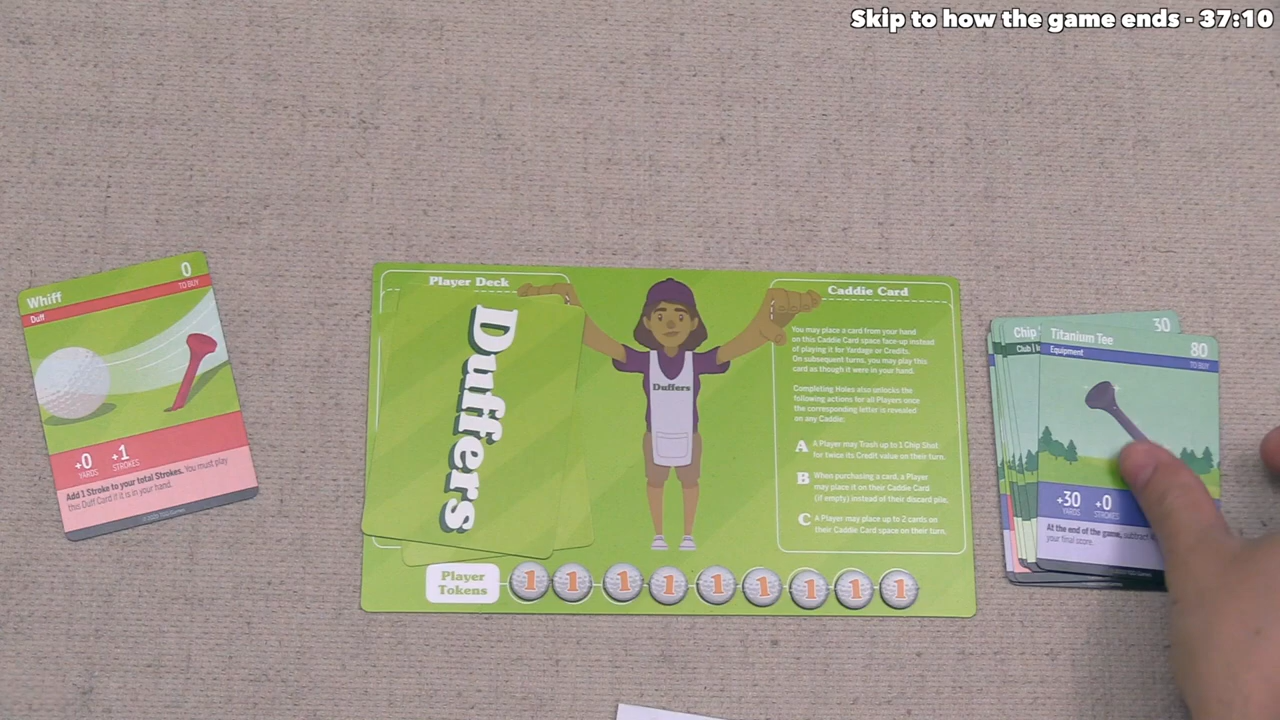 Skip to how the game ends - 37:10
Whiff
0
TO BUY
Duff
+0
YARDS
+1
STROKES
Add 1 Stroke to your total Strokes. You must play
this Duff Card if it is in your hand.
Player Deck
Duffers
Duffers
Caddie Card
You may place a card from your hand
on this Caddie Card space face-up instead
of playing it for Yardage or Credits.
On subsequent turns, you may play this
card as though it were in your hand.
Completing Holes also unlocks the
following actions for all Players once
the corresponding letter is revealed
on any Caddie:
A A Player may Trash up to 1 Chip Shot
for twice its Credit value on their turn.
B When purchasing a card, a Player
may place it on their Caddie Card
(if empty) instead of their discard pile.
C A Player may place up to 2 cards on
their Caddie Card space on their turn.
Player
Tokens
1 1 1 1 1 1 1 1 1
Chip
30
Club
Titanium Tee
80
TO BUY
Equipment
+30
YARDS
+0
STROKES
At the end of the game, subtract
your final score.